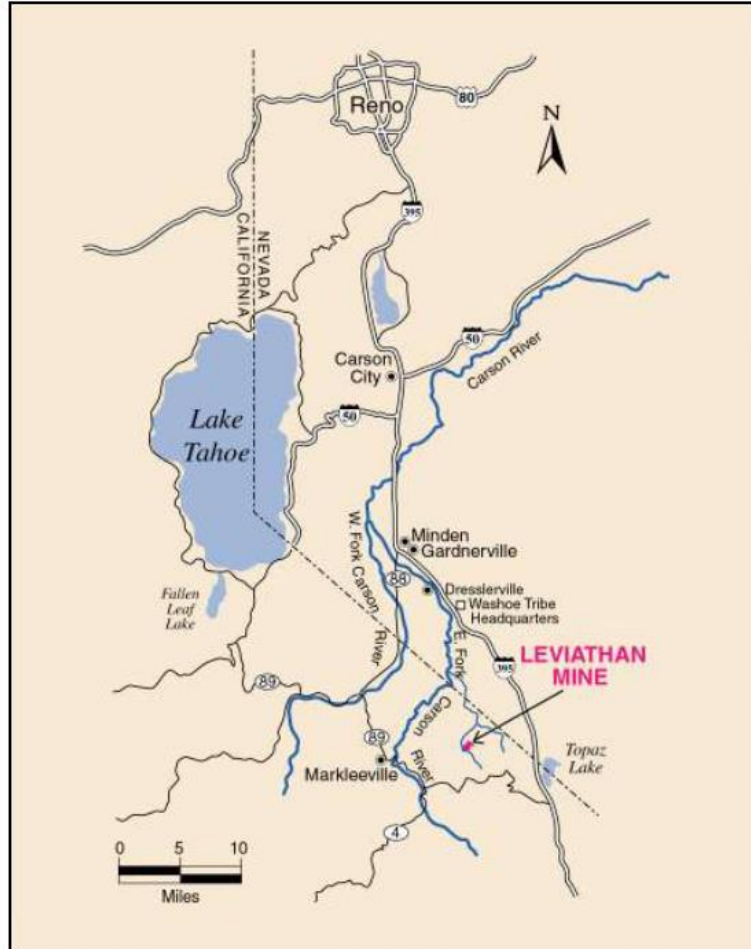 Reno
80
N
395
NEVADA
CALIFORNIA
50
Carson River
Carson
City
Lake
Tahoe
50
W. Fork Carson
River
Minden
Gardnerville
88
Fallen
Leaf
Lake
Dresslerville
Washoe Tribe
Headquarters
E. Fork
Carson
River
LEVIATHAN
MINE
395
89
89
Topaz
Lake
Markleeville
4
0 5 10
Miles